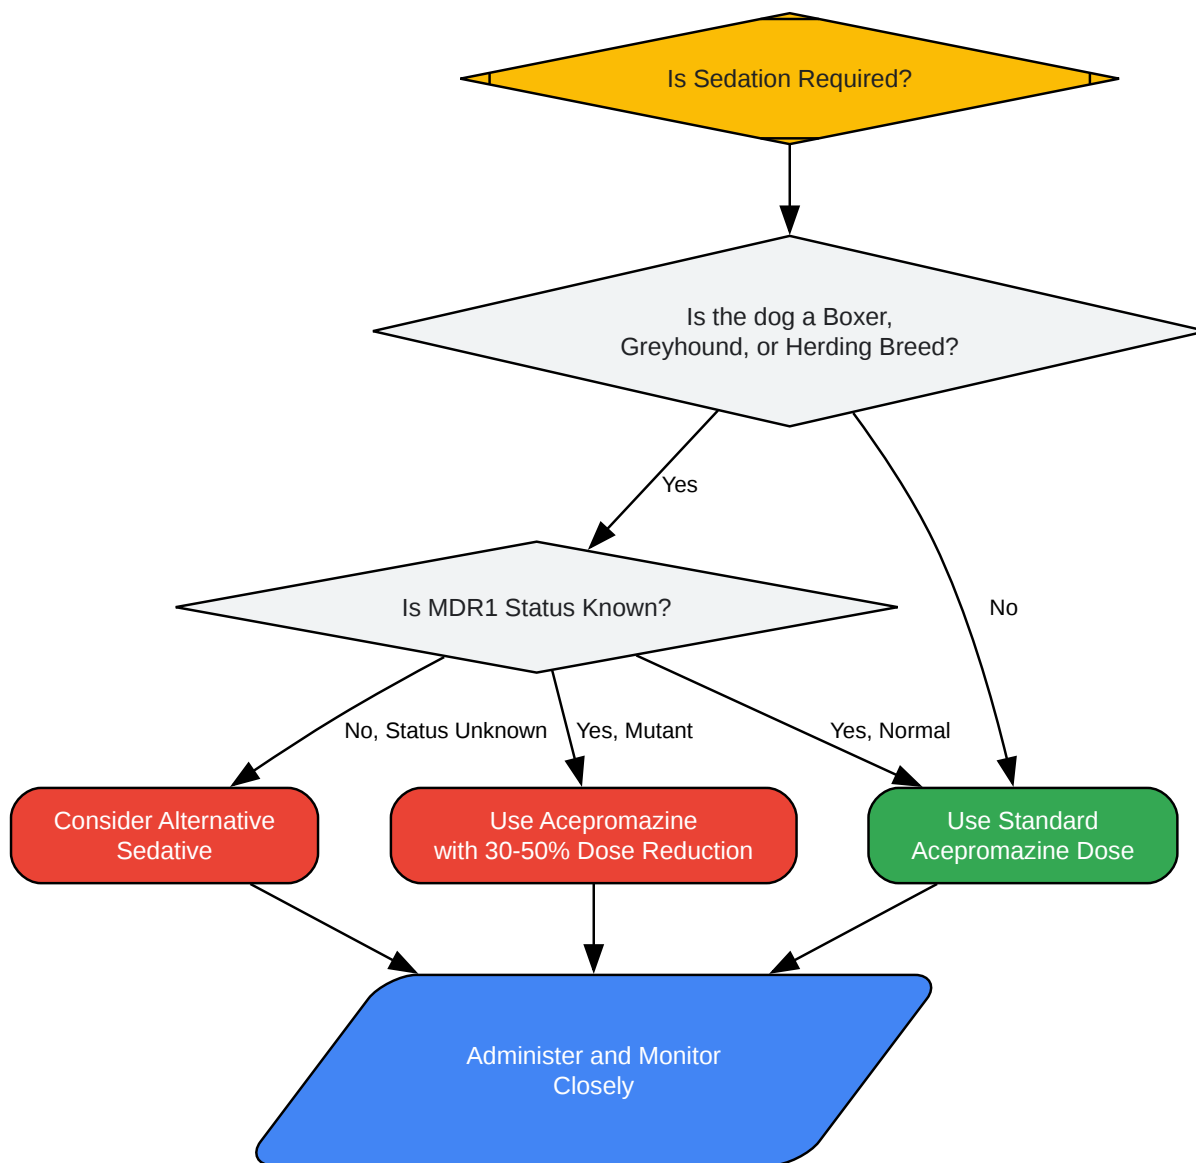 Is Sedation Required?
Is the dog a Boxer,
Greyhound, or Herding Breed?
Yes
Is MDR1 Status Known?
No
No, Status Unknown
Yes, Mutant
Yes, Normal
Consider Alternative
Sedative
Use Acepromazine
with 30-50% Dose Reduction
Use Standard
Acepromazine Dose
Administer and Monitor
Closely